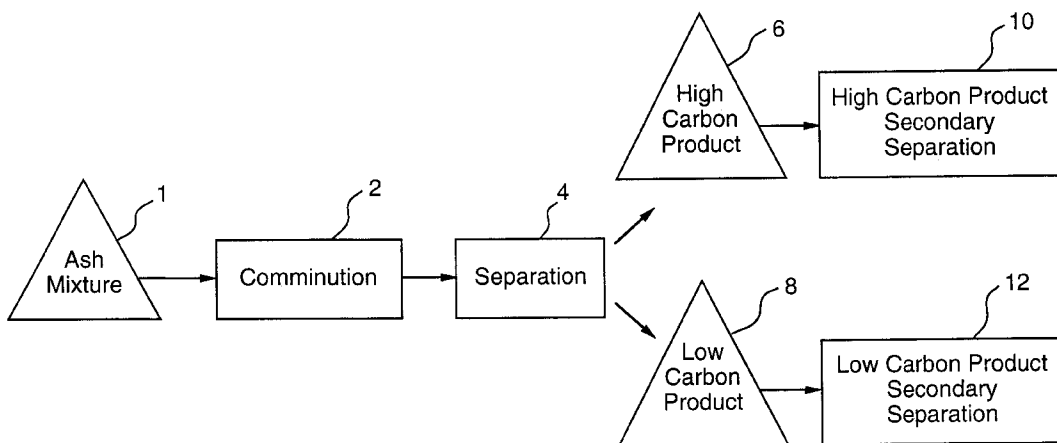 1
Ash
Mixture
2
Comminution
4
Separation
6
High
Carbon
Product
10
High Carbon Product
Secondary
Separation
8
Low
Carbon
Product
12
Low Carbon Product
Secondary
Separation